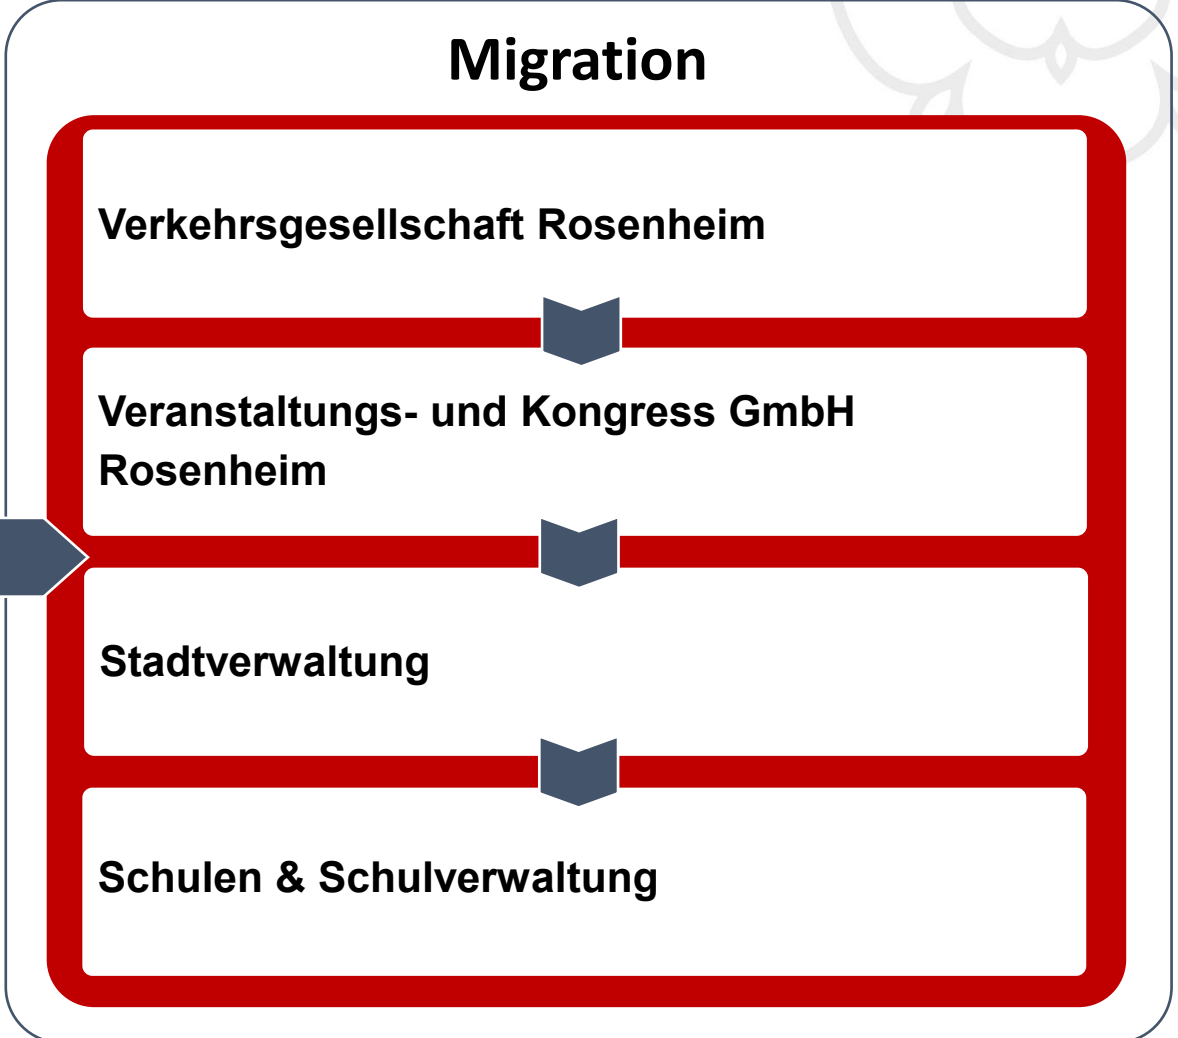 Migration
Verkehrsgesellschaft Rosenheim
Veranstaltungs- und Kongress GmbH
Rosenheim
Stadtverwaltung
Schulen & Schulverwaltung